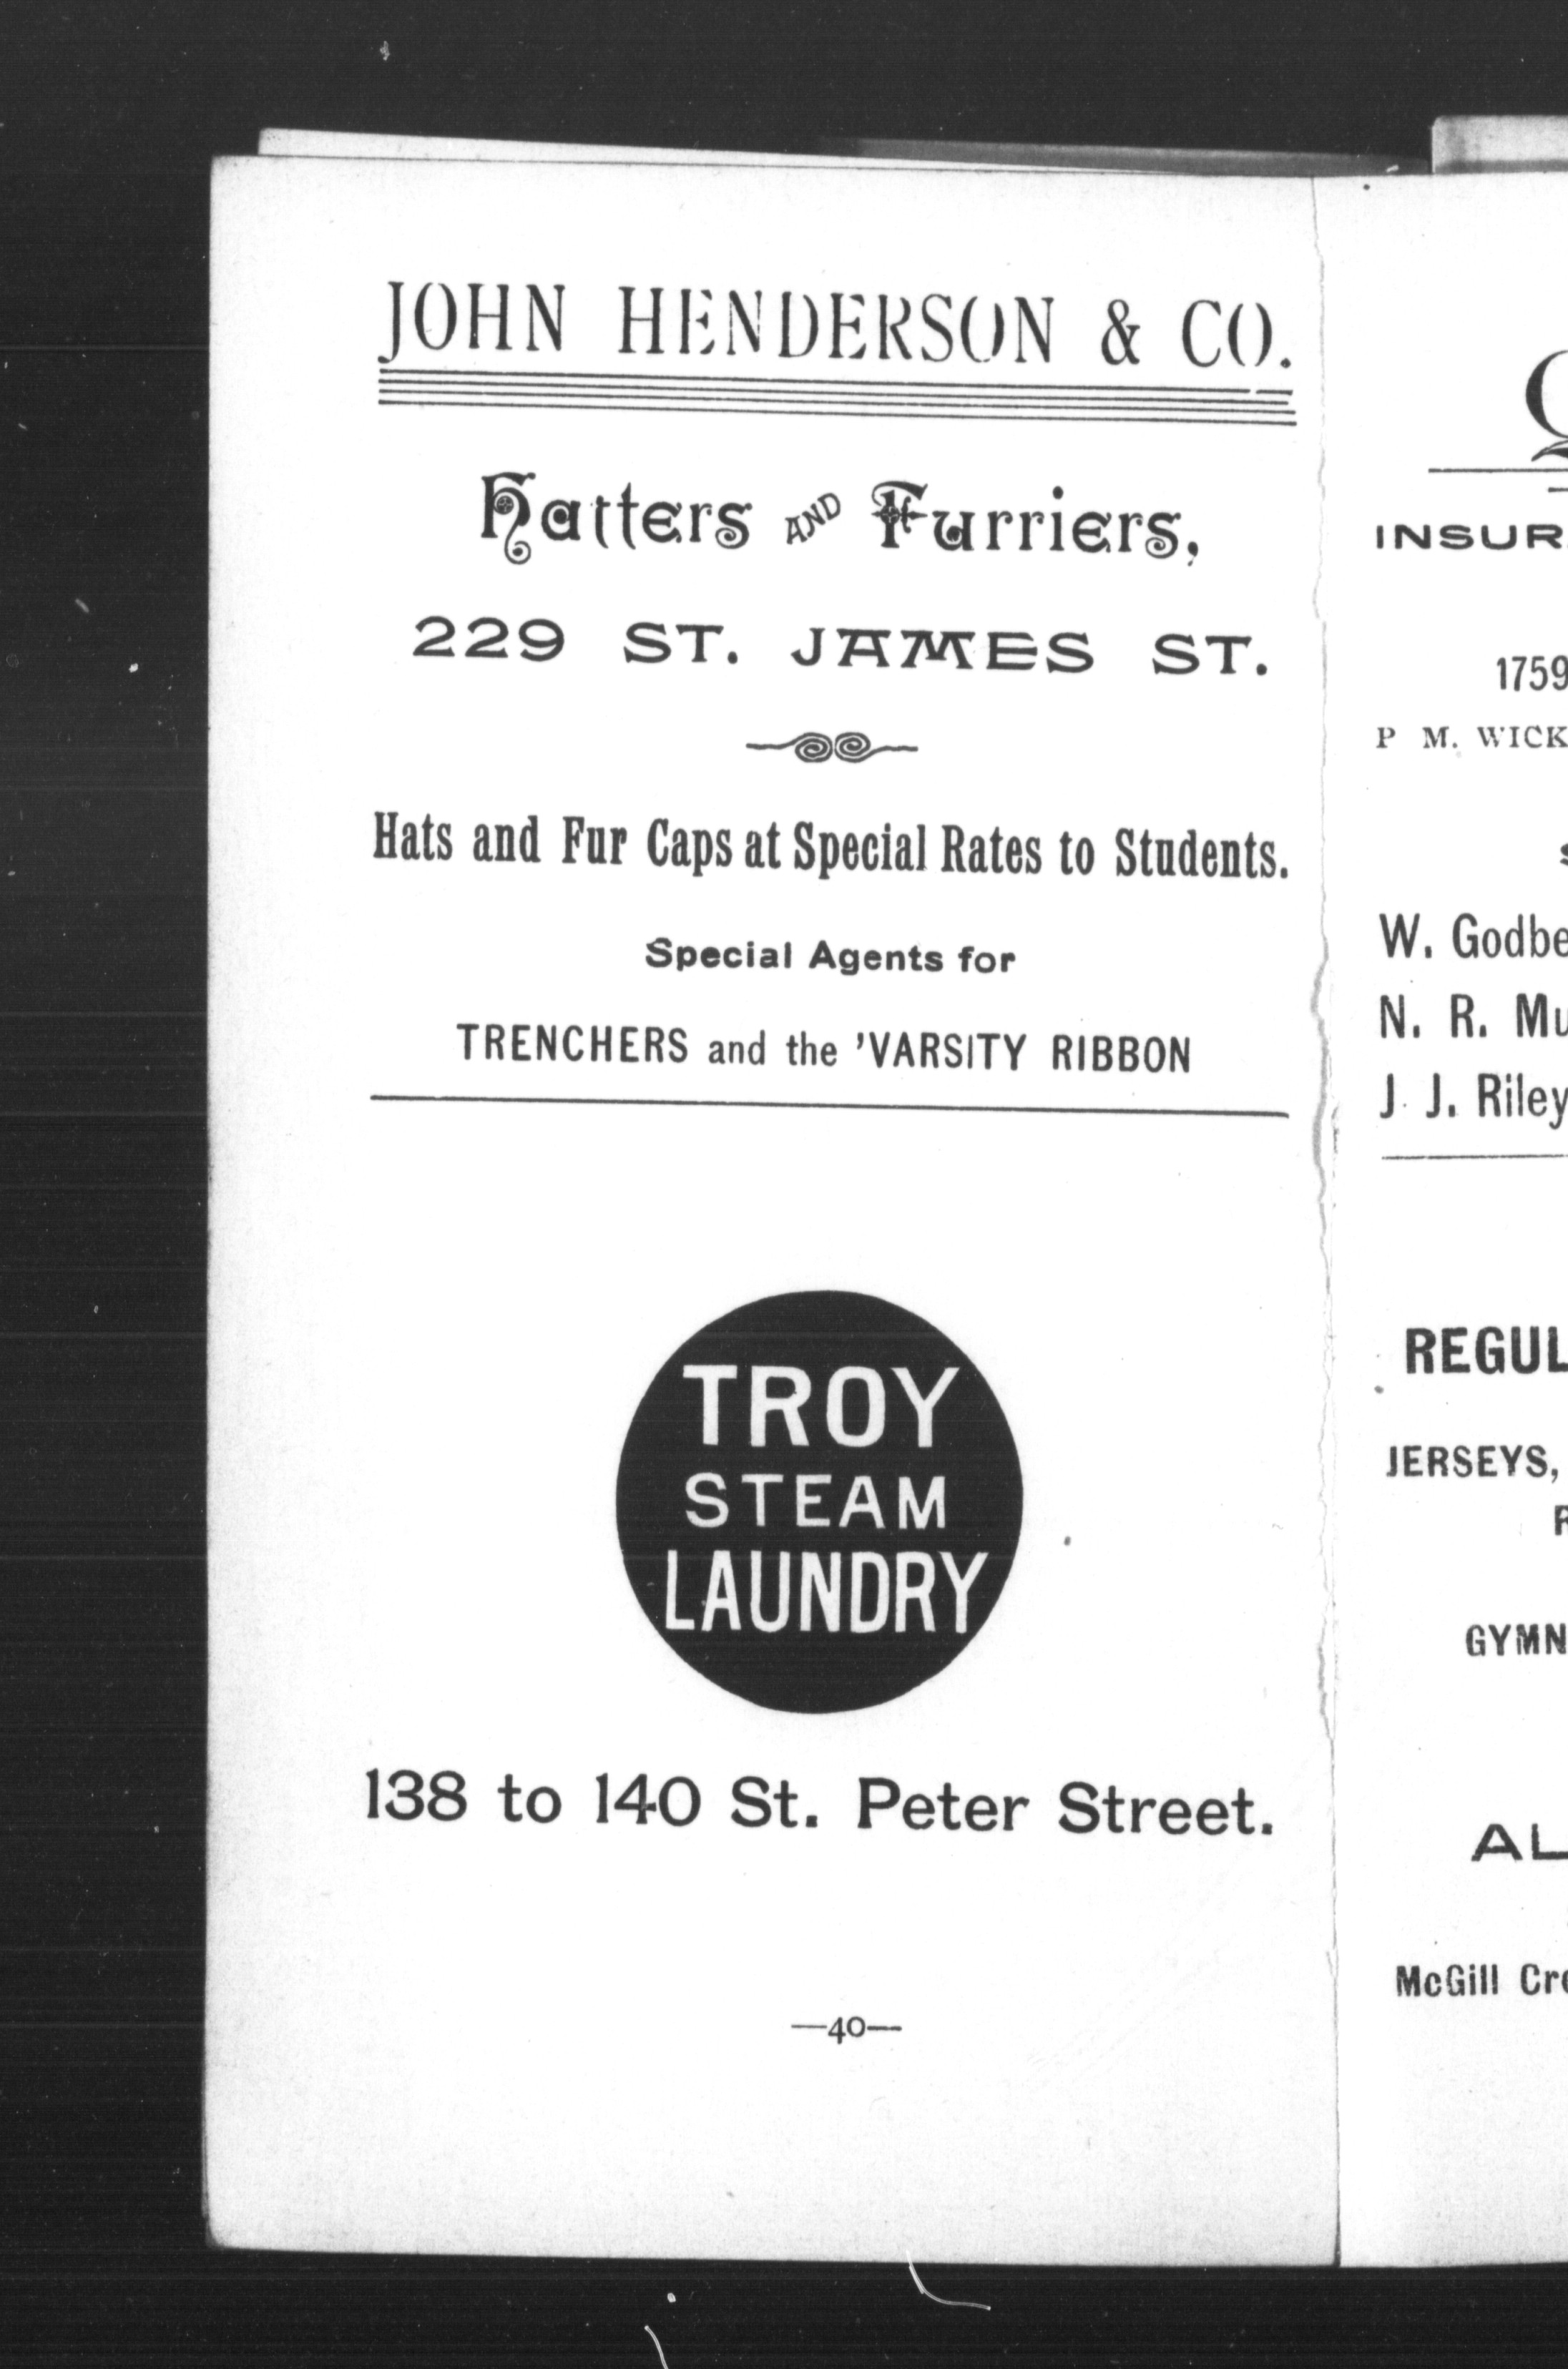 JOHN HENDERSON & CO.
Hatters AND Furriers,
229 ST. JAMES ST.
Hats and Fur Caps at Special Rates to Students.
Special Agents for
TRENCHERS and the 'VARSITY RIBBON
TROY
STEAM
LAUNDRY
138 to 140 St. Peter Street.
—40—
1759
P M. WICK
W. Godbe
N. R. Mu
J. J. Riley
REGUL
JERSEYS,
GYMN
AL
McGill Cr